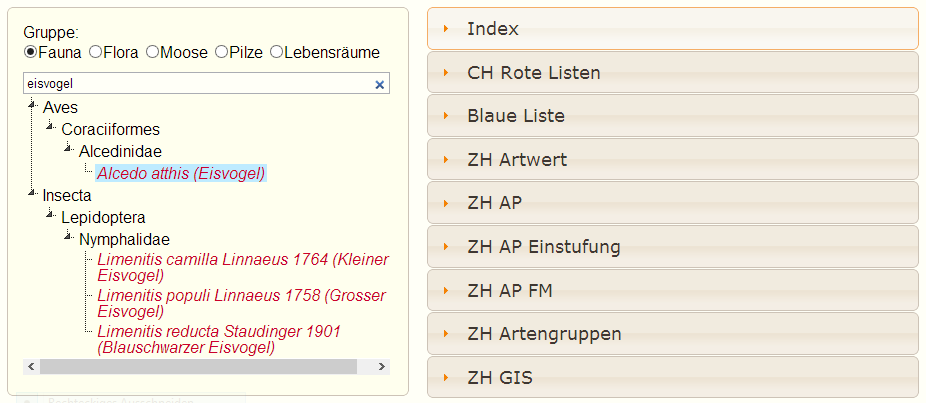 Gruppe:
Fauna Flora Moose Pilze Lebensräume
eisvogel
Aves
Coraciiformes
Alcedinidae
Alcedo atthis (Eisvogel)
Insecta
Lepidoptera
Nymphalidae
Limenitis camilla Linnaeus 1764 (Kleiner
Eisvogel)
Limenitis populi Linnaeus 1758 (Grosser
Eisvogel)
Limenitis reducta Staudinger 1901
(Blauschwarzer Eisvogel)
Index
CH Rote Listen
Blaue Liste
ZH Artwert
ZH AP
ZH AP Einstufung
ZH AP FM
ZH Artengruppen
ZH GIS